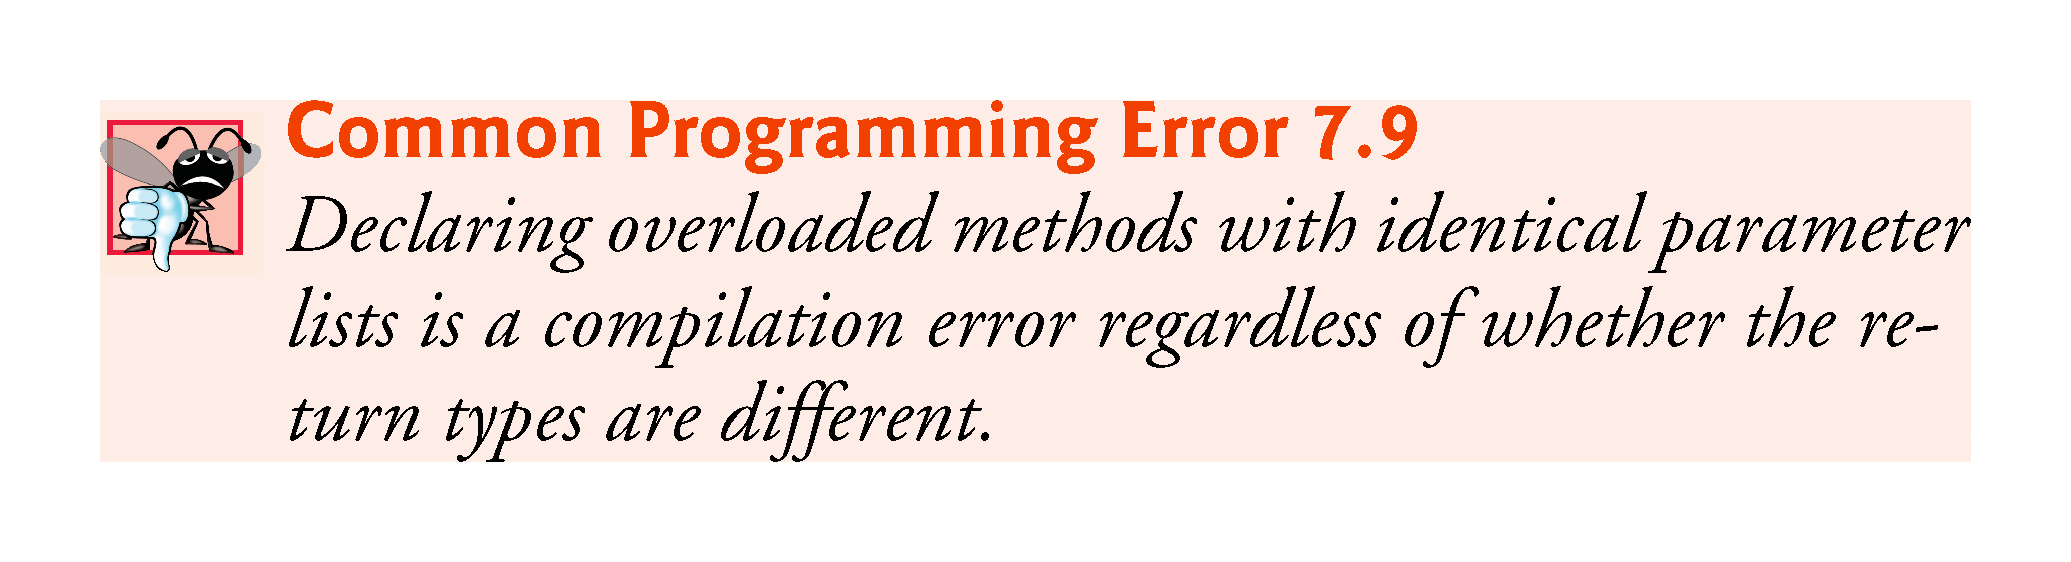 Common Programming Error 7.9
Declaring overloaded methods with identical parameter
lists is a compilation error regardless of whether the re-
turn types are different.